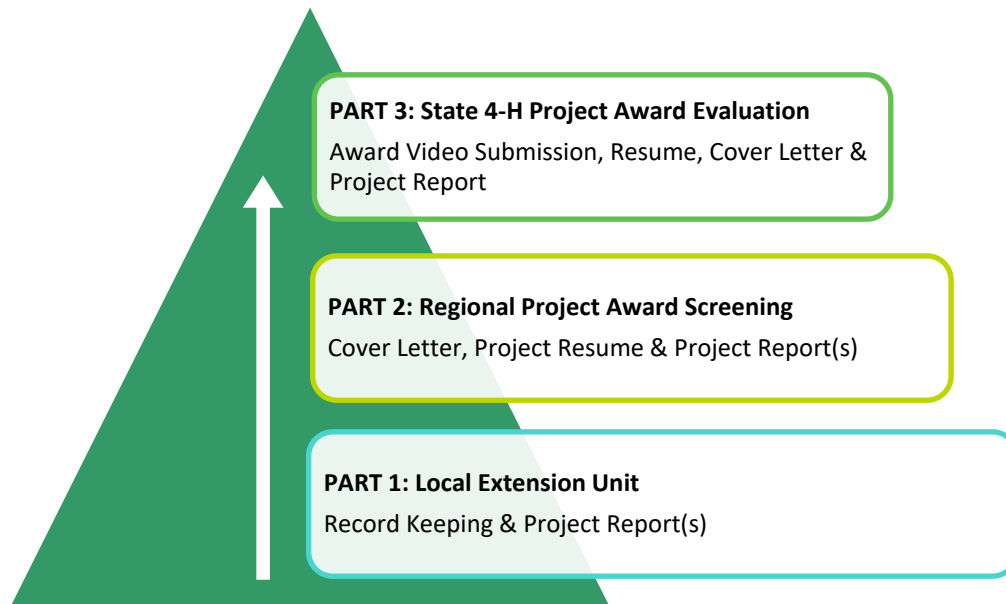 PART 3: State 4-H Project Award Evaluation
Award Video Submission, Resume, Cover Letter &
Project Report
PART 2: Regional Project Award Screening
Cover Letter, Project Resume & Project Report(s)
PART 1: Local Extension Unit
Record Keeping & Project Report(s)